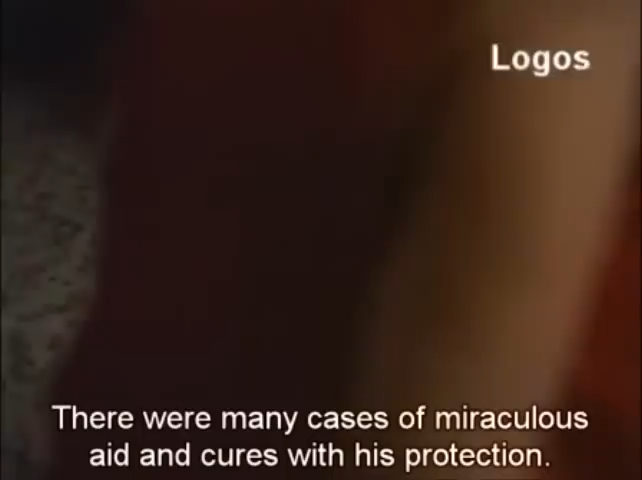 Logos
There were many cases of miraculous
aid and cures with his protection.